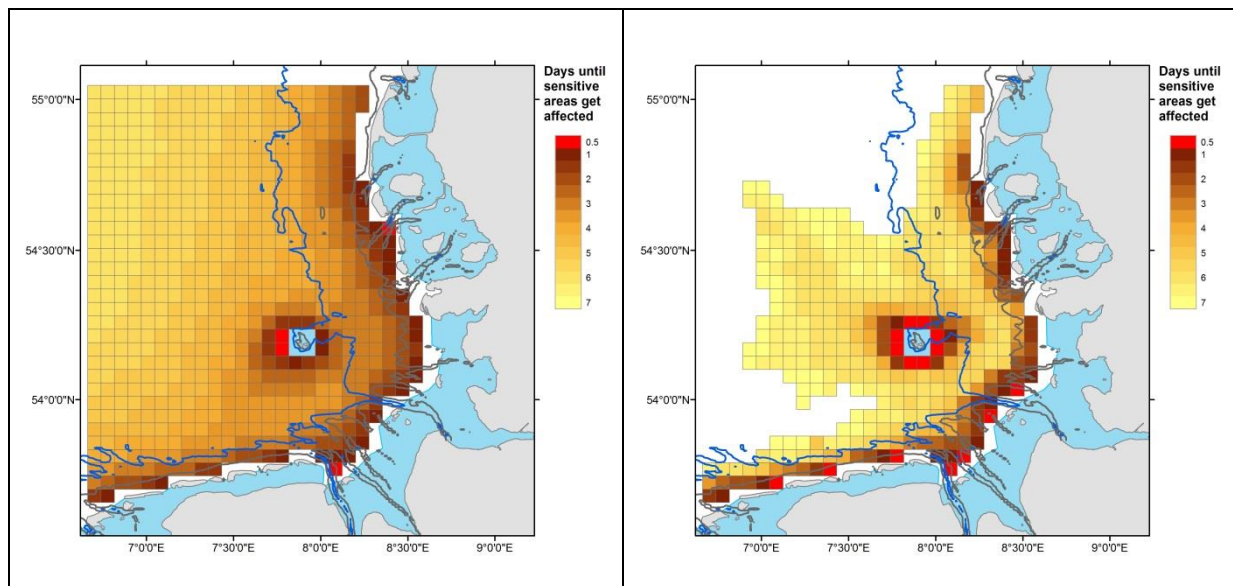 Days until
sensitive
areas get
affected
0.5
1
2
3
4
5
6
7
55°0'0"N
54°30'0"N
54°0'0"N
7°0'0"E
7°30'0"E
8°0'0"E
8°30'0"E
9°0'0"E
Days until
sensitive
areas get
affected
0.5
1
2
3
4
5
6
7
55°0'0"N
54°30'0"N
54°0'0"N
7°0'0"E
7°30'0"E
8°0'0"E
8°30'0"E
9°0'0"E